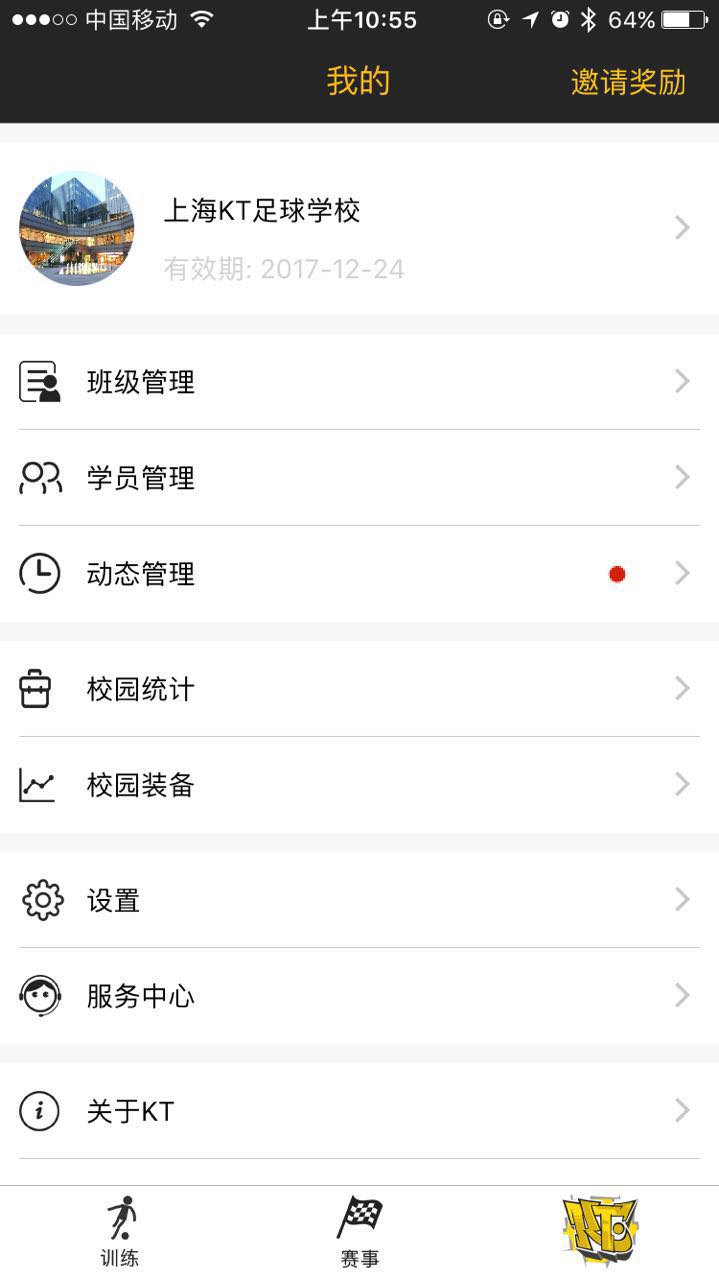 中国移动 上午10:55 64%
我的 邀请奖励
上海KT足球学校
有效期: 2017-12-24
班级管理
学员管理
动态管理
校园统计
校园装备
设置
服务中心
关于KT
训练 赛事 KTC